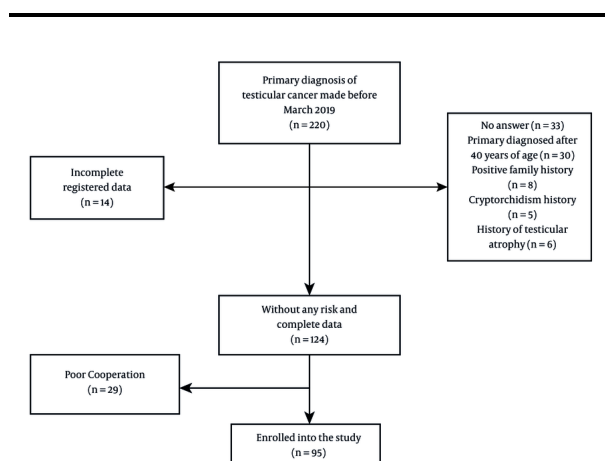 Primary diagnosis of
testicular cancer made before
March 2019
(n = 220)
No answer (n = 33)
Primary diagnosed after
40 years of age (n = 30)
Positive family history
(n = 8)
Cryptorchidism history
(n = 5)
History of testicular
atrophy (n = 6)
Incomplete
registered data
(n = 14)
Without any risk and
complete data
(n = 124)
Poor Cooperation
(n = 29)
Enrolled into the study
(n = 95)